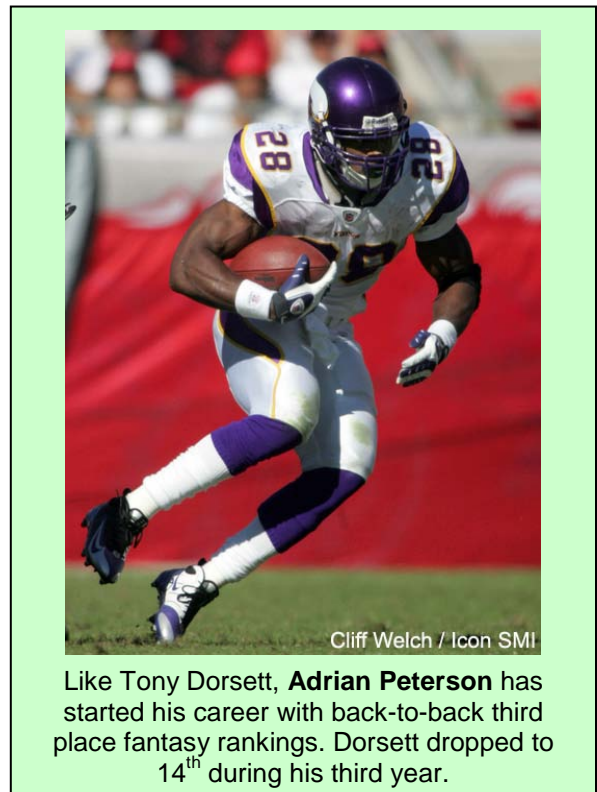 28
28
28
Cliff Welch / Icon SMI
Like Tony Dorsett, Adrian Peterson has
started his career with back-to-back third
place fantasy rankings. Dorsett dropped to
14th during his third year.